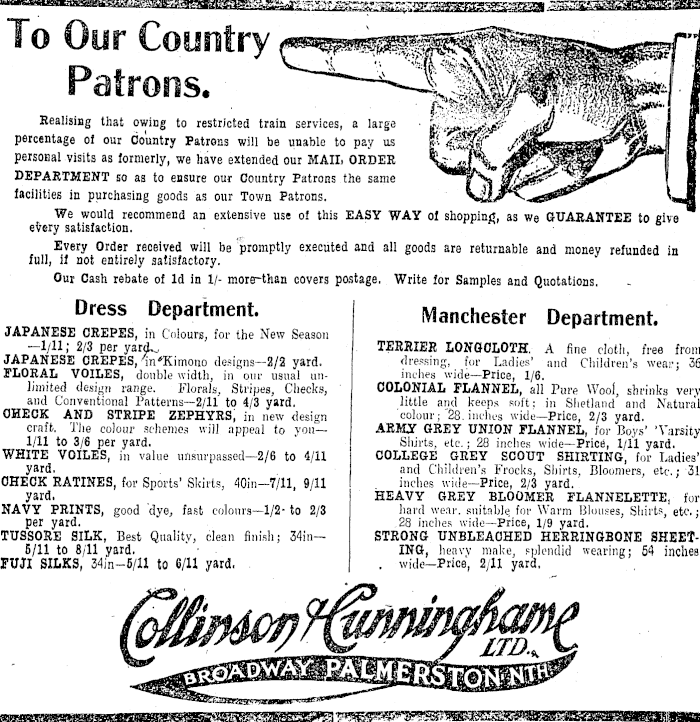 To Our Country
Patrons.
Realising that owing to restricted train services, a large
percentage of our Country Patrons will be unable to pay us
personal visits as formerly, we have extended our MAIL ORDER
DEPARTMENT so as to ensure our Country Patrons the same
facilities in purchasing goods as our Town Patrons.
We would recommend an extensive use of this EASY WAY of shopping, as we GUARANTEE to give
every satisfaction.
Every Order received will be promptly executed and all goods are returnable and money refunded in
full, if not entirely satisfactory.
Our Cash rebate of 1d in 1/- more than covers postage. Write for Samples and Quotations.
Dress Department.
JAPANESE CREPES, in Colours, for the New Season
—1/11; 2/3 per yard.
JAPANESE CREPES, in Kimono designs—2/2 yard.
FLORAL VOILES, double width, in our usual un-
limited design range. Florals, Stripes, Checks,
and Conventional Patterns—2/11 to 4/3 yard.
CHECK AND STRIPE ZEPHYRS, in new design
craft. The colour schemes will appeal to you—
1/11 to 3/6 per yard.
WHITE VOILES, in value unsurpassed—2/6 to 4/11
yard.
CHECK RATINES, for Sports' Skirts, 40in—7/11, 9/11
yard.
NAVY PRINTS, good dye, fast colours—1/2 to 2/3
per yard.
TUSSORE SILK, Best Quality, clean finish; 34in—
5/11 to 8/11 yard.
FUJI SILKS, 34in—5/11 to 6/11 yard.
Manchester Department.
TERRIER LONGCLOTH. A fine cloth, free from
dressing, for Ladies' and Children's wear; 36
inches wide—Price, 1/6.
COLONIAL FLANNEL, all Pure Wool, shrinks very
little and keeps soft; in Shetland and Natural
colour; 28 inches wide—Price, 2/3 yard.
ARMY GREY UNION FLANNEL, for Boys' 'Varsity
Shirts, etc.; 28 inches wide—Price, 1/11 yard.
COLLEGE GREY SCOUT SHIRTING, for Ladies'
and Children's Frocks, Shirts, Bloomers, etc.; 31
inches wide—Price, 2/3 yard.
HEAVY GREY BLOOMER FLANNELETTE, for
hard wear. suitable for Warm Blouses, Shirts, etc.;
28 inches wide—Price, 1/9 yard.
STRONG UNBLEACHED HERRINGBONE SHEET-
ING, heavy make, splendid wearing; 54 inches
wide—Price, 2/11 yard.
Collinson & Cunninghame
LTD.
BROADWAY PALMERSTON NTH.